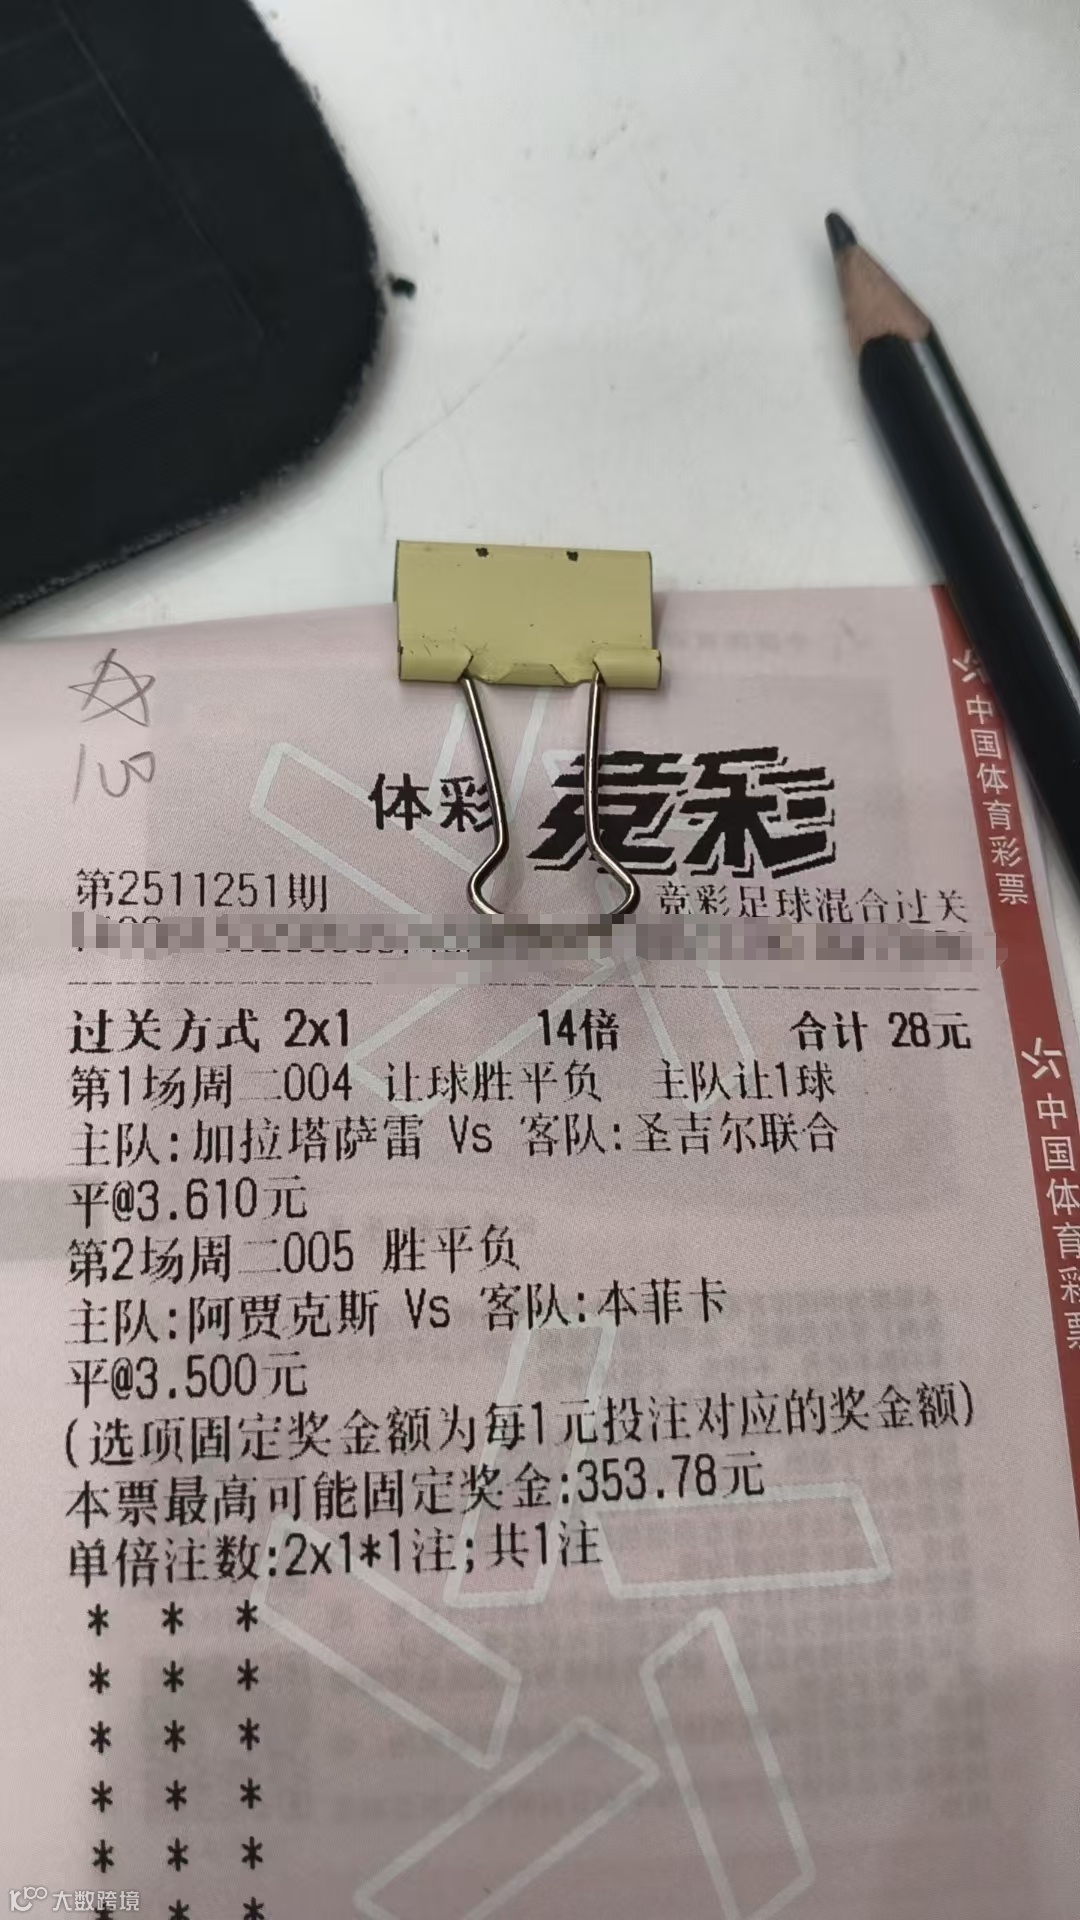 中国体育彩票
体彩 竞彩
第2511251期
竞彩足球混合过关
过关方式 2x1 14倍 合计 28元
第1场周二004 让球胜平负 主队让1球
主队:加拉塔萨雷 Vs 客队:圣吉尔联合
平@3.610元
第2场周二005 胜平负
主队:阿贾克斯 Vs 客队:本菲卡
平@3.500元
(选项固定奖金额为每1元投注对应的奖金额)
本票最高可能固定奖金:353.78元
单倍注数:2x1*1注;共1注
* * *
* * *
* * *
* * *
* * *
* * *
中国体育彩票
大数跨境